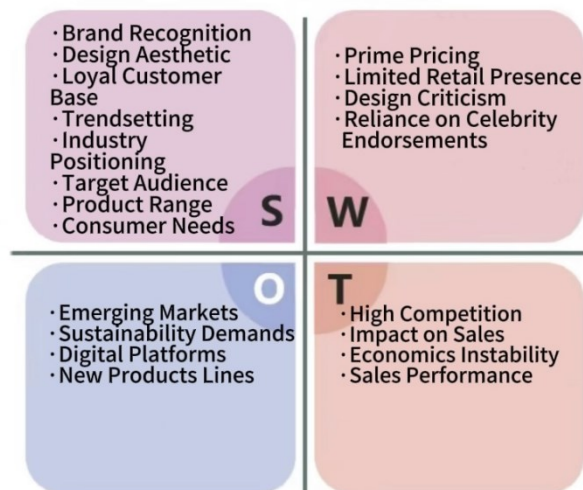 ·Brand Recognition
·Design Aesthetic
·Loyal Customer
Base
·Trendsetting
·Industry
Positioning
·Target Audience
·Product Range
·Consumer Needs
S
·Prime Pricing
·Limited Retail Presence
·Design Criticism
·Reliance on Celebrity
Endorsements
W
O
·Emerging Markets
·Sustainability Demands
·Digital Platforms
·New Products Lines
T
·High Competition
·Impact on Sales
·Economics Instability
·Sales Performance